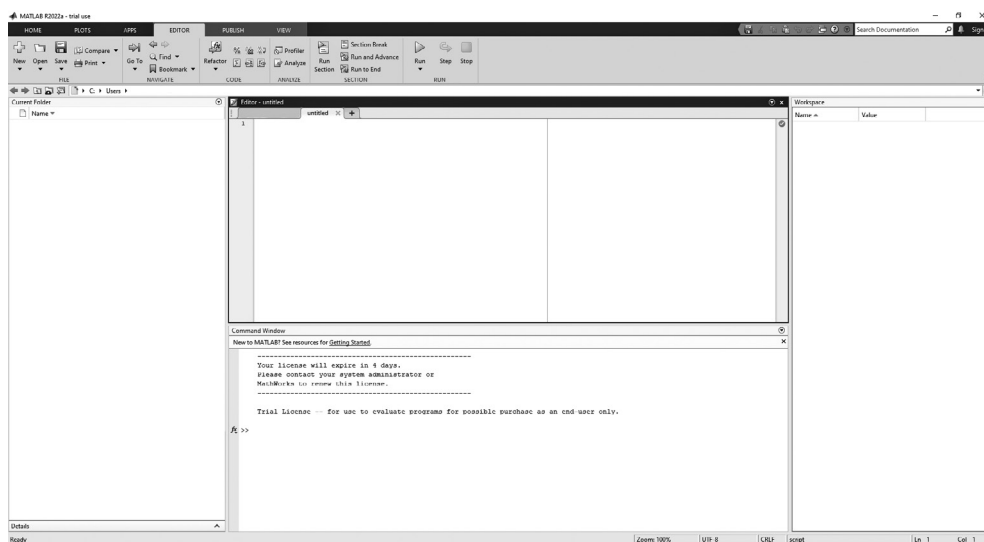 MATLAB R2022a - trial use
HOME PLOTS APPS EDITOR PUBLISH VIEW
Search Documentation
Sign
New Open Save Compare Print
Go To Find Bookmark
Refactor
Profiler Analyze
Run Section
Section Break
Run and Advance
Run to End
Run Step Stop
FILE NAVIGATE CODE ANALYZE SECTION RUN
C: Users
Current Folder
Name
Editor - untitled
untitled
1
Workspace
Name Value
Command Window
New to MATLAB? See resources for Getting Started.
Your license will expire in 4 days.
Please contact your system administrator or
MathWorks to renew this license.
Trial License -- for use to evaluate programs for possible purchase as an end-user only.
fx >>
Details
Ready
Zoom: 100% UTF-8 CRLF script Ln 1 Col 1